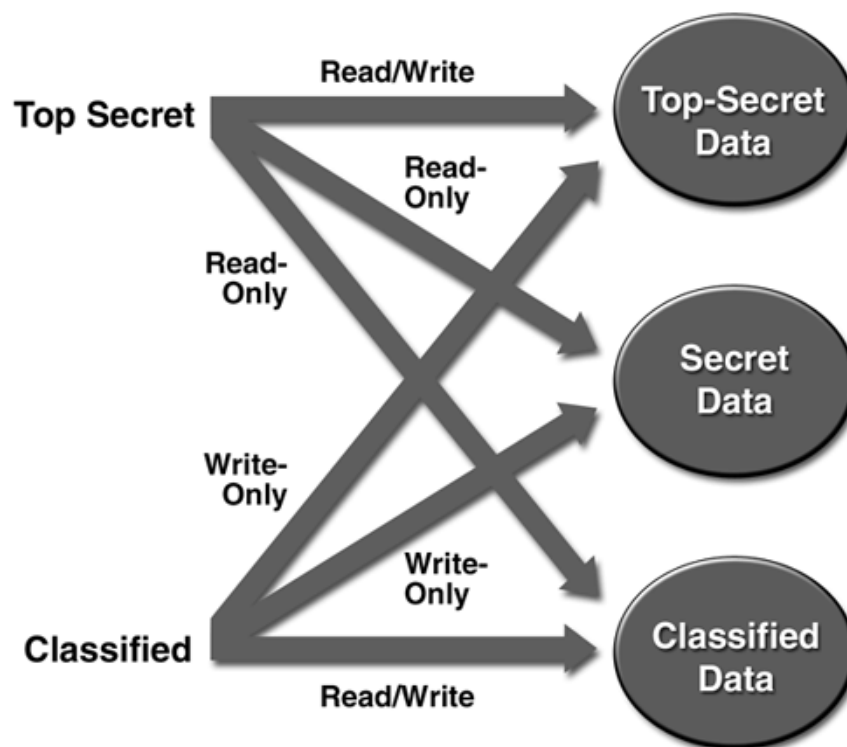 Read/Write
Top Secret
Top-Secret
Data
Read-
Only
Read-
Only
Secret
Data
Write-
Only
Write-
Only
Classified
Classified
Data
Read/Write